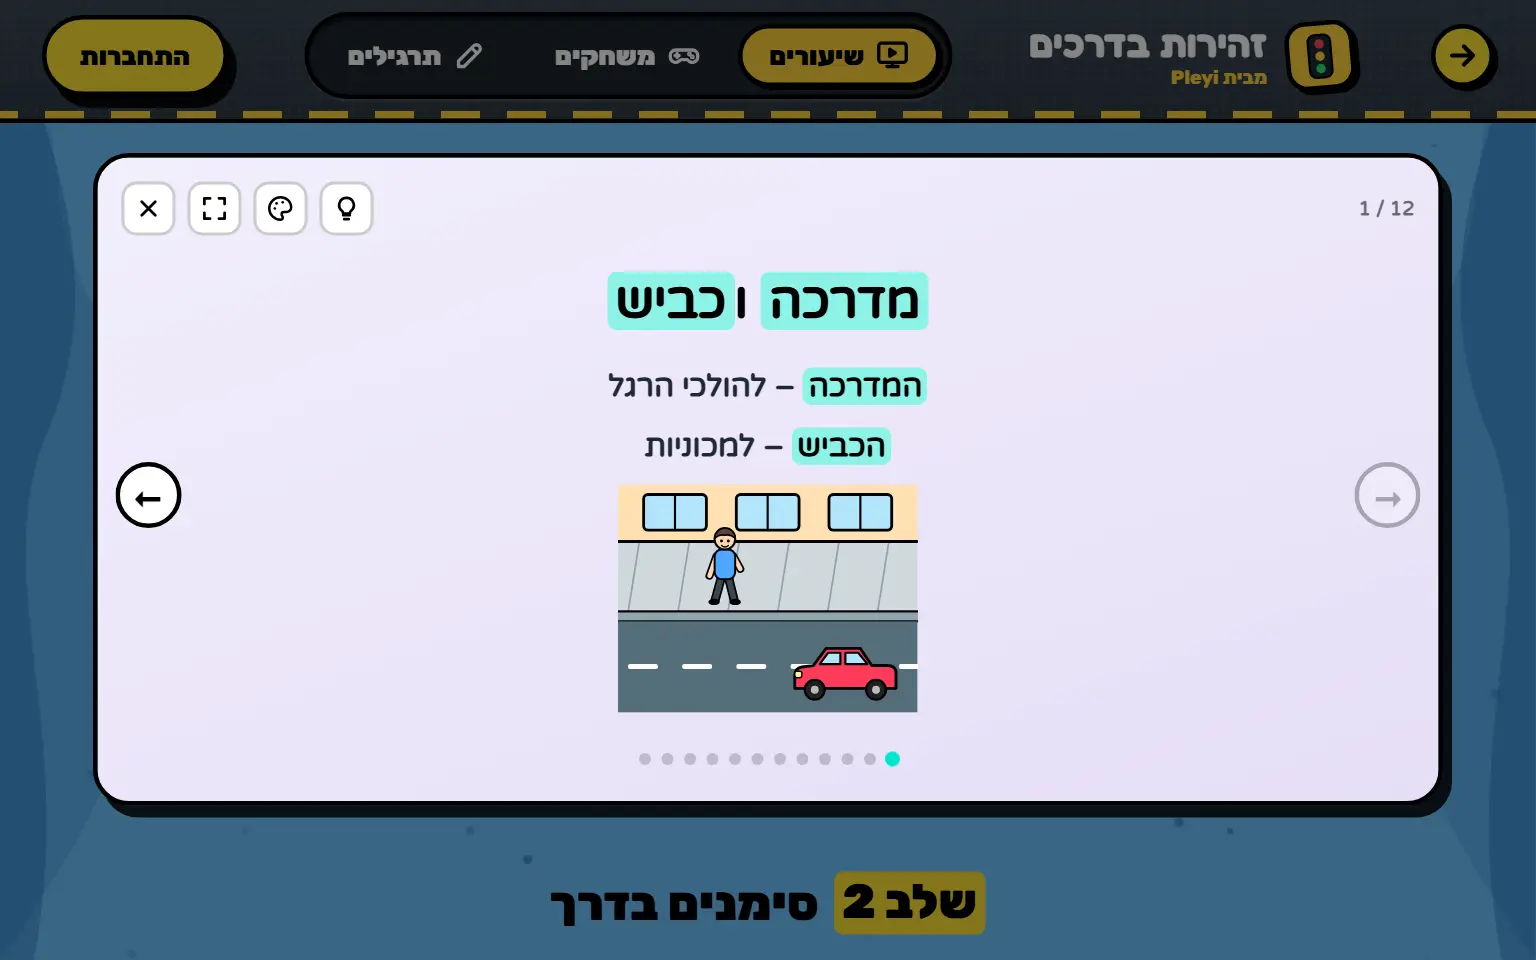 זהירות בדרכים
מבית Pleyi
שיעורים
משחקים
תרגילים
התחברות
1 / 12
מדרכה וכביש
המדרכה – להולכי הרגל
הכביש – למכוניות
שלב 2 סימנים בדרך